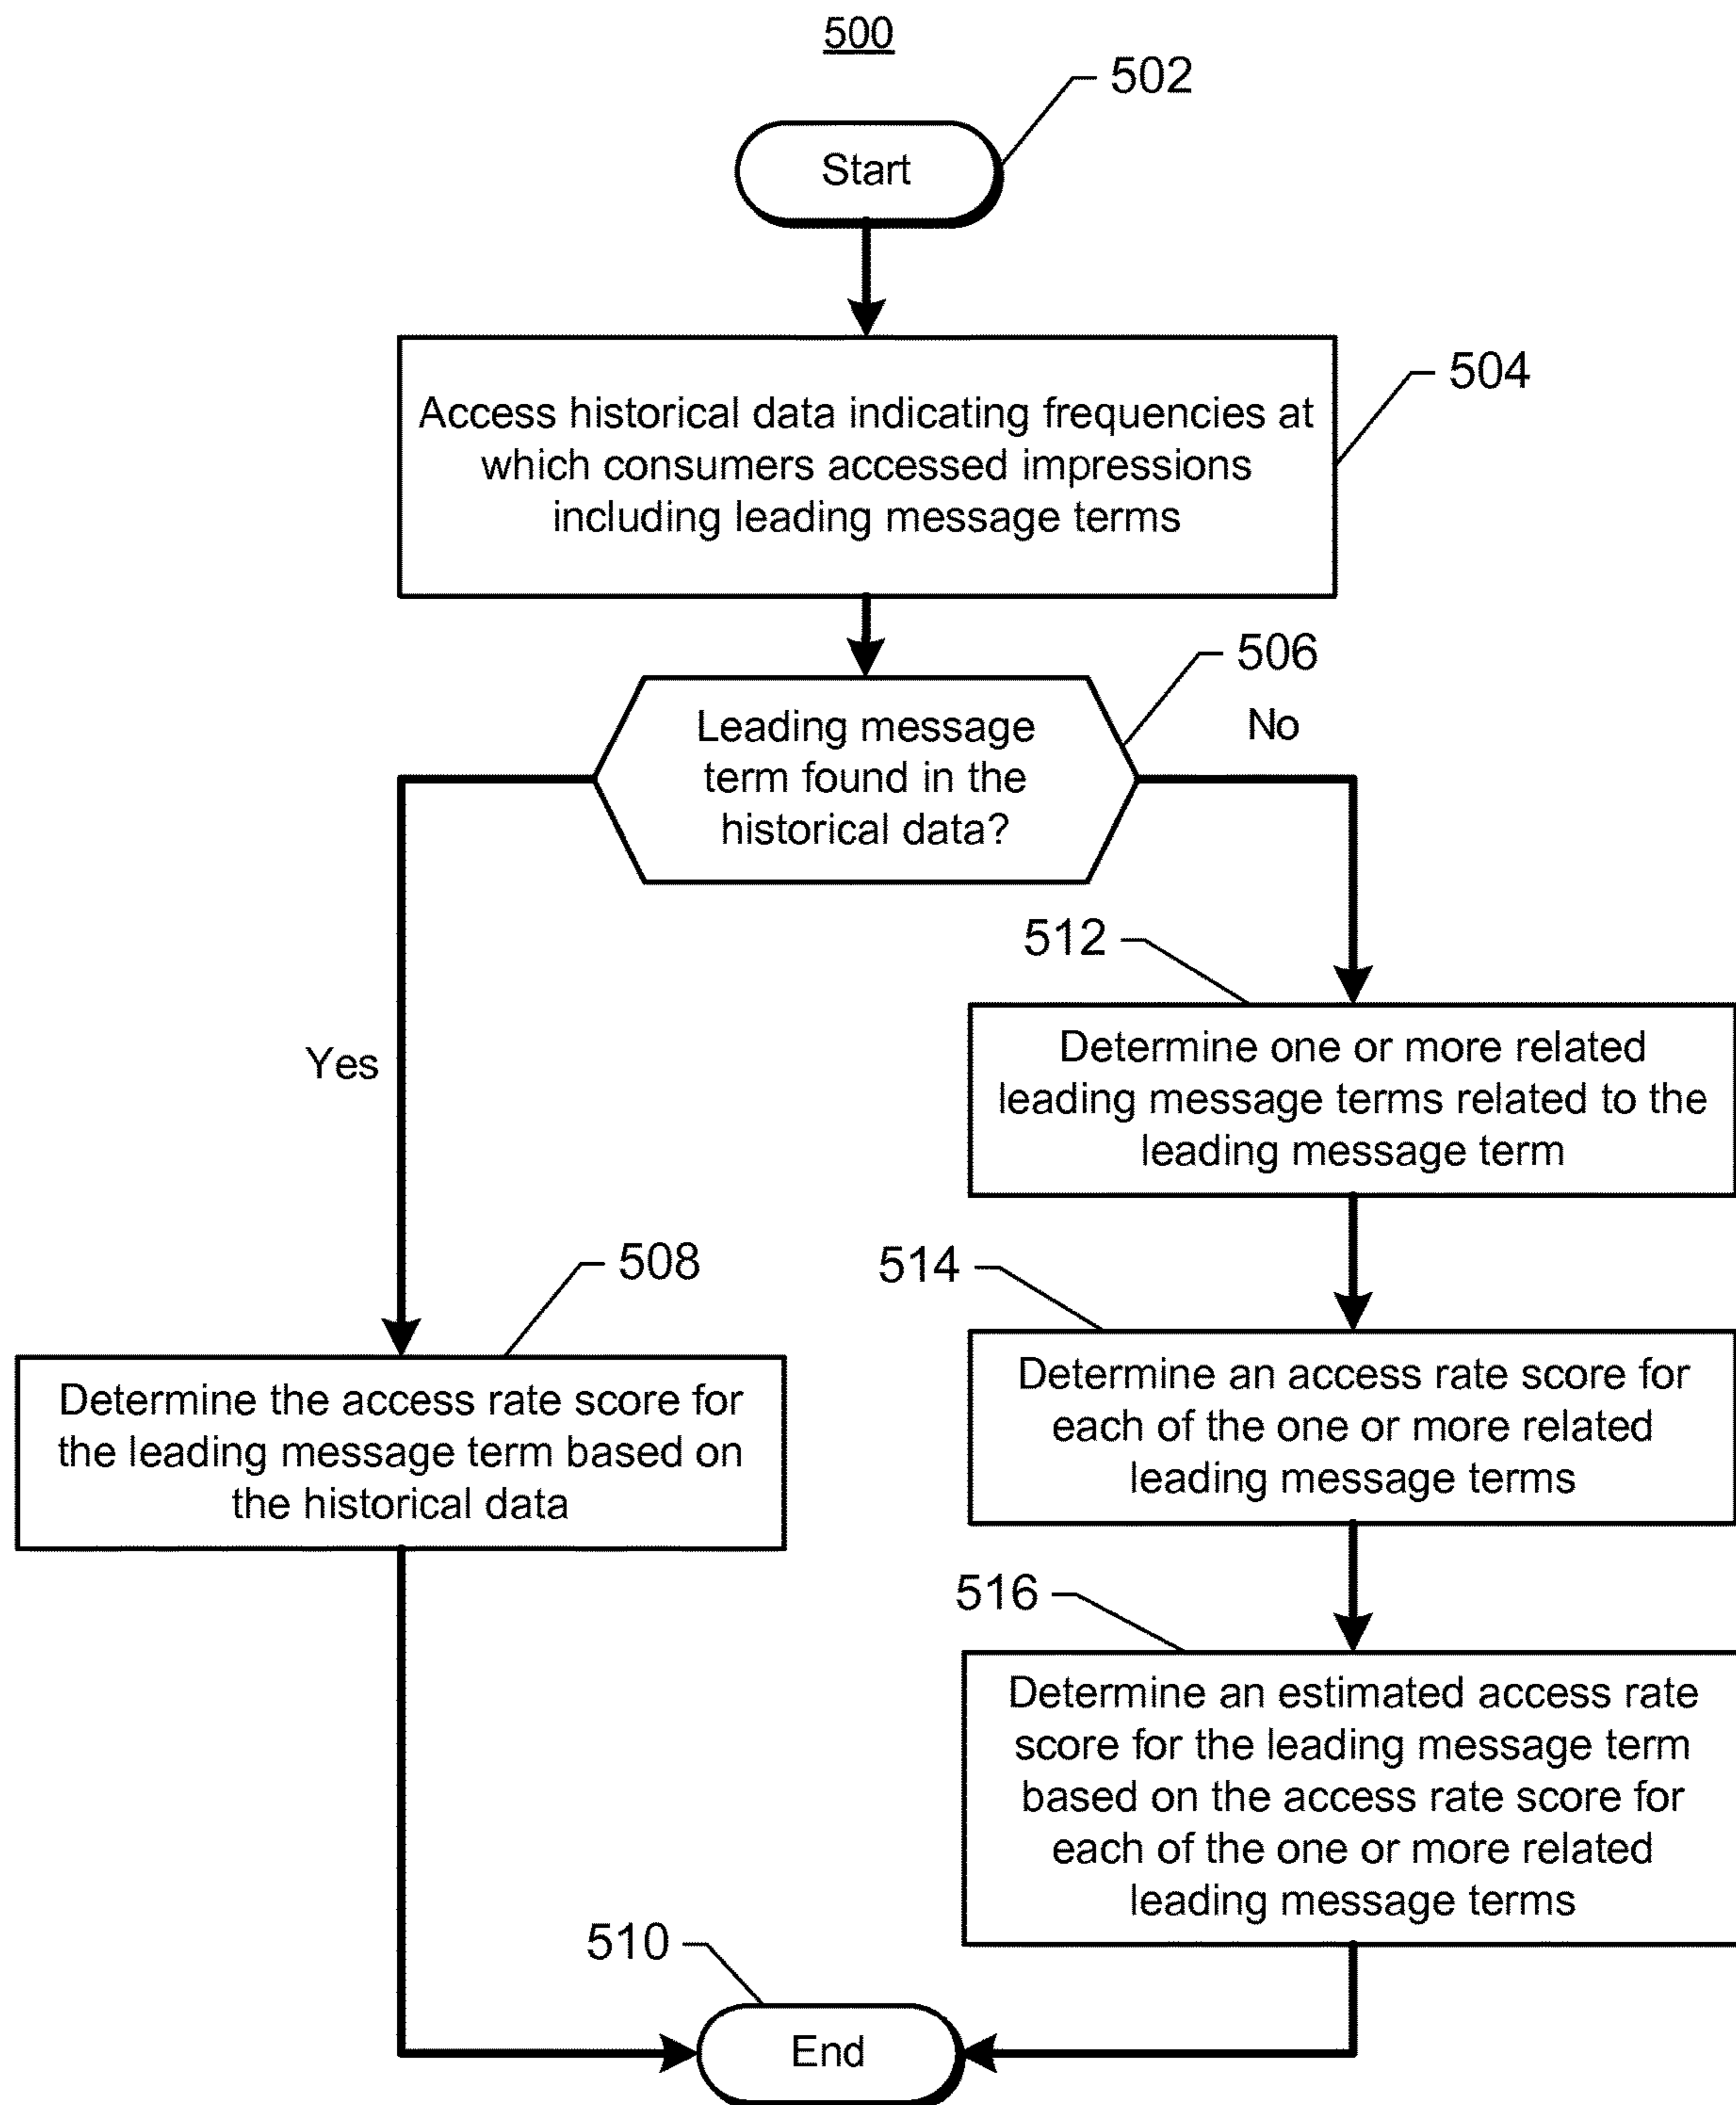 500
502
Start
504
Access historical data indicating frequencies at
which consumers accessed impressions
including leading message terms
506
Leading message
term found in the
historical data?
No
Yes
512
Determine one or more related
leading message terms related to the
leading message term
508
Determine the access rate score for
the leading message term based on
the historical data
514
Determine an access rate score for
each of the one or more related
leading message terms
516
Determine an estimated access rate
score for the leading message term
based on the access rate score for
each of the one or more related
leading message terms
510
End